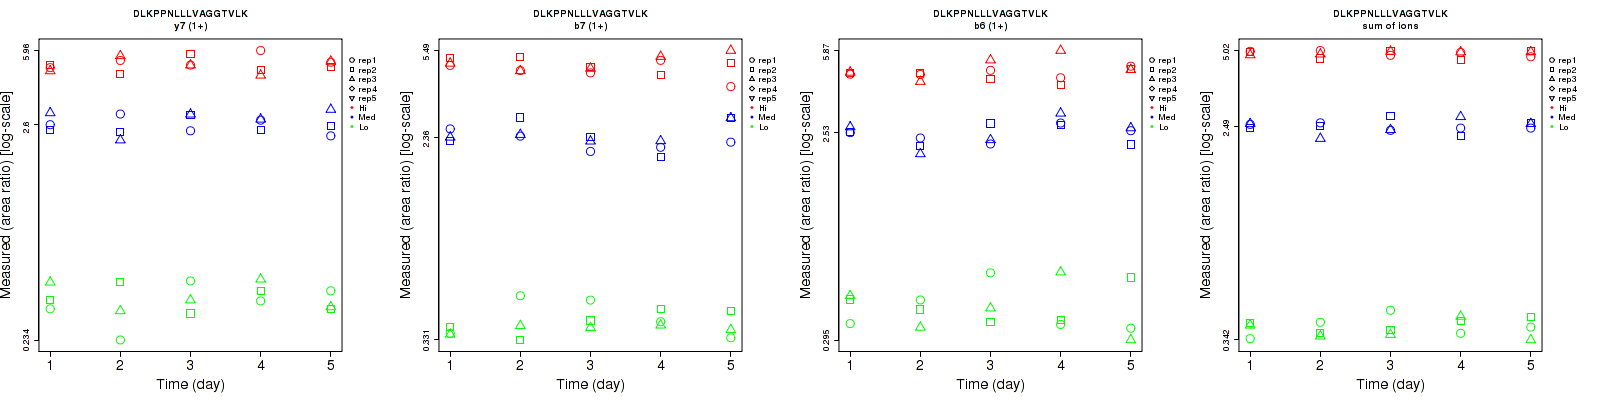 DLKPPNLLLVAGGTVLK
y7 (1+)
Measured (area ratio) [log-scale]
5.96
2.6
0.234
1 2 3 4 5
Time (day)
rep1
rep2
rep3
rep4
rep5
Hi
Med
Lo
DLKPPNLLLVAGGTVLK
b7 (1+)
Measured (area ratio) [log-scale]
5.49
2.36
0.331
1 2 3 4 5
Time (day)
rep1
rep2
rep3
rep4
rep5
Hi
Med
Lo
DLKPPNLLLVAGGTVLK
b6 (1+)
Measured (area ratio) [log-scale]
5.87
2.53
0.295
1 2 3 4 5
Time (day)
rep1
rep2
rep3
rep4
rep5
Hi
Med
Lo
DLKPPNLLLVAGGTVLK
sum of ions
Measured (area ratio) [log-scale]
5.02
2.49
0.342
1 2 3 4 5
Time (day)
rep1
rep2
rep3
rep4
rep5
Hi
Med
Lo